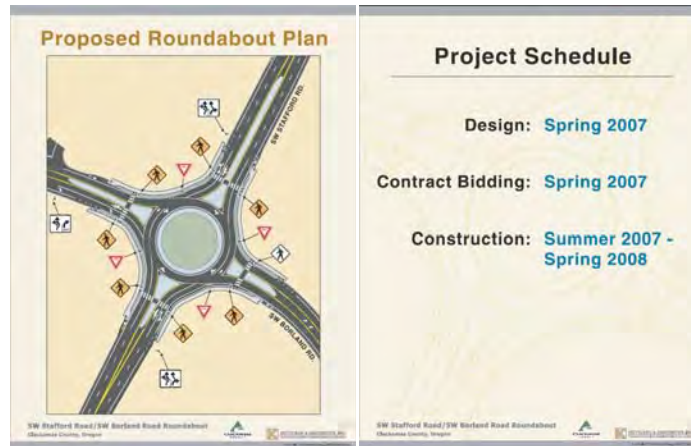 Proposed Roundabout Plan
SW STAFFORD RD.
SW BORLAND RD.
SW Stafford Road/SW Borland Road Roundabout
Clackamas County, Oregon
Project Schedule
Design: Spring 2007
Contract Bidding: Spring 2007
Construction: Summer 2007 -
Spring 2008
SW Stafford Road/SW Borland Road Roundabout
Clackamas County, Oregon